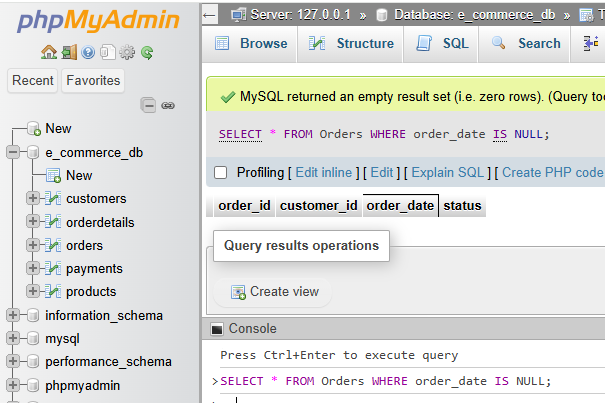 phpMyAdmin
Recent Favorites
New
e_commerce_db
New
customers
orderdetails
orders
payments
products
information_schema
mysql
performance_schema
phpmyadmin
Server: 127.0.0.1 » Database: e_commerce_db »
Browse Structure SQL Search
MySQL returned an empty result set (i.e. zero rows). (Query too
SELECT * FROM Orders WHERE order_date IS NULL;
Profiling [ Edit inline ] [ Edit ] [ Explain SQL ] [ Create PHP code
order_id customer_id order_date status
Query results operations
Create view
Console
Press Ctrl+Enter to execute query
>SELECT * FROM Orders WHERE order_date IS NULL;
>